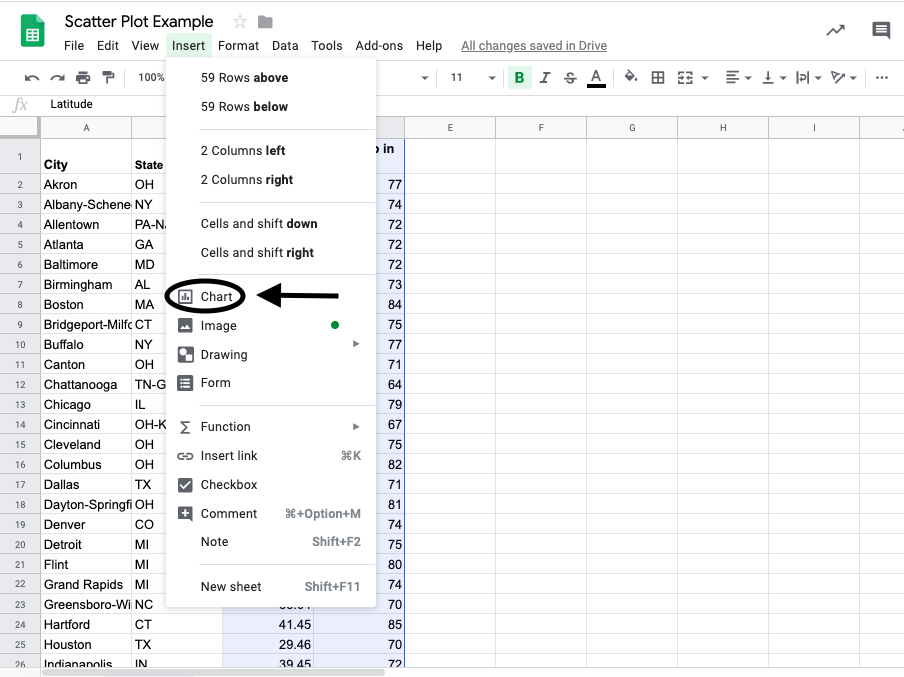 Scatter Plot Example
File Edit View Insert Format Data Tools Add-ons Help All changes saved in Drive
100% 11 B I S A
fx Latitude
A E F G H I
59 Rows above
59 Rows below
2 Columns left
2 Columns right
Cells and shift down
Cells and shift right
Chart
Image
Drawing
Form
Function
Insert link ⌘K
Checkbox
Comment ⌘+Option+M
Note Shift+F2
New sheet Shift+F11
in
1 City State
2 Akron OH 77
3 Albany-Schene NY 74
4 Allentown PA-N 72
5 Atlanta GA 72
6 Baltimore MD 72
7 Birmingham AL 73
8 Boston MA 84
9 Bridgeport-Milfo CT 75
10 Buffalo NY 77
11 Canton OH 71
12 Chattanooga TN-G 64
13 Chicago IL 79
14 Cincinnati OH-K 67
15 Cleveland OH 75
16 Columbus OH 82
17 Dallas TX 71
18 Dayton-Springfi OH 81
19 Denver CO 74
20 Detroit MI 75
21 Flint MI 80
22 Grand Rapids MI 74
23 Greensboro-Wi NC 70
24 Hartford CT 41.45 85
25 Houston TX 29.46 70
26 Indianapolis IN 39.45 72